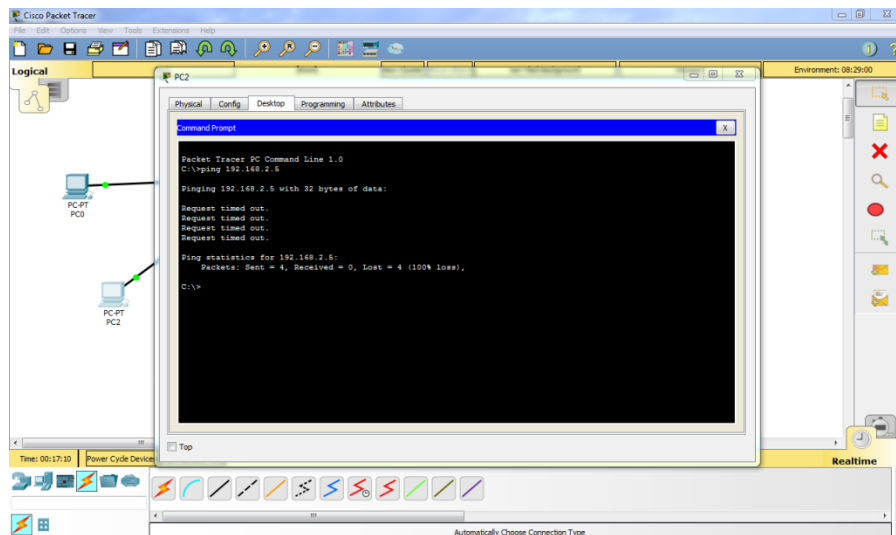 Cisco Packet Tracer
File Edit Options View Tools Extensions Help
Logical
Environment: 08:29:00
PC2
Physical Config Desktop Programming Attributes
Command Prompt
X
Packet Tracer PC Command Line 1.0
C:\>ping 192.168.2.5
Pinging 192.168.2.5 with 32 bytes of data:
Request timed out.
Request timed out.
Request timed out.
Request timed out.
Ping statistics for 192.168.2.5:
Packets: Sent = 4, Received = 0, Lost = 4 (100% loss),
C:\>
PC-PT
PC0
PC-PT
PC2
Top
Time: 00:17:10 Power Cycle Device
Realtime
Automatically Choose Connection Type